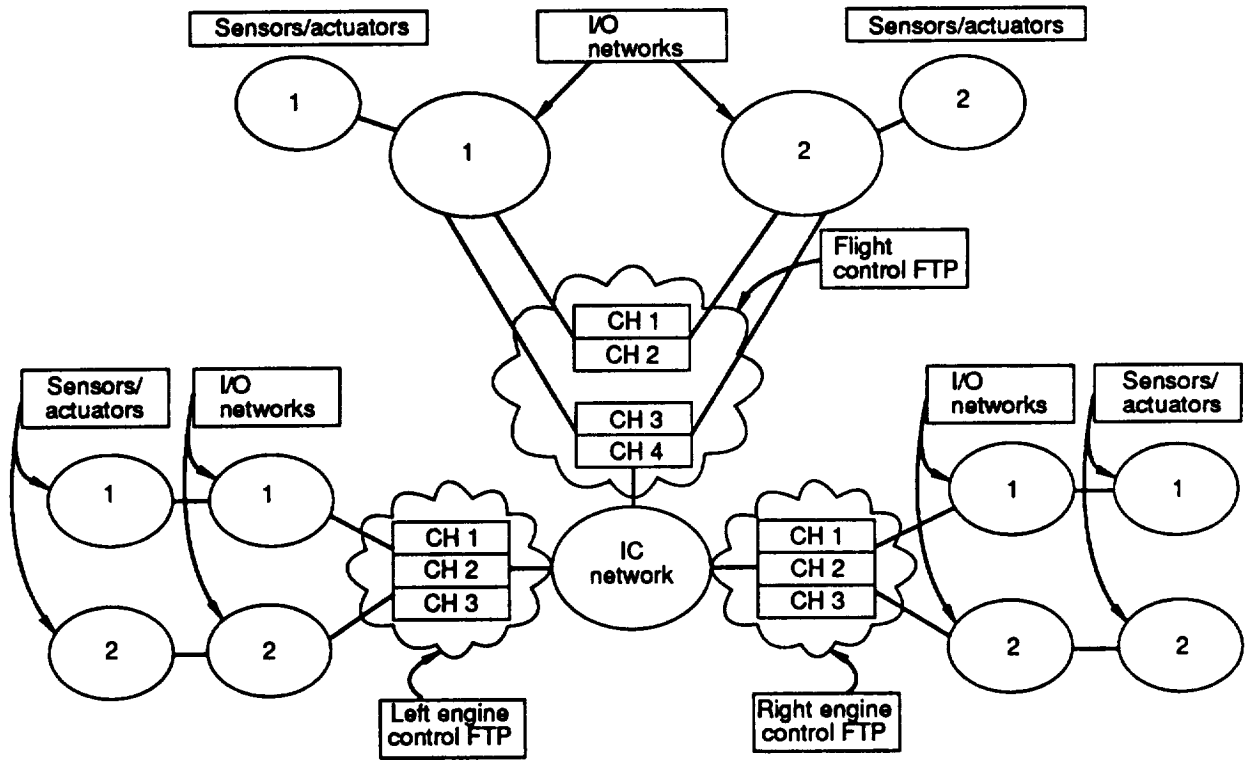 Sensors/actuators
I/O
networks
Sensors/actuators
1
2
1
2
Flight
control FTP
CH 1
CH 2
CH 3
CH 4
Sensors/
actuators
I/O
networks
I/O
networks
Sensors/
actuators
1
1
1
1
CH 1
CH 2
CH 3
IC
network
CH 1
CH 2
CH 3
2
2
2
2
Left engine
control FTP
Right engine
control FTP